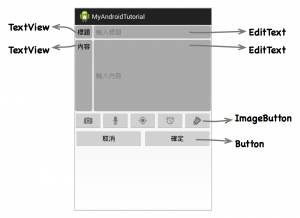 MyAndroidTutorial
TextView
標題
輸入標題
EditText
TextView
內容
EditText
輸入內容
ImageButton
取消
確定
Button